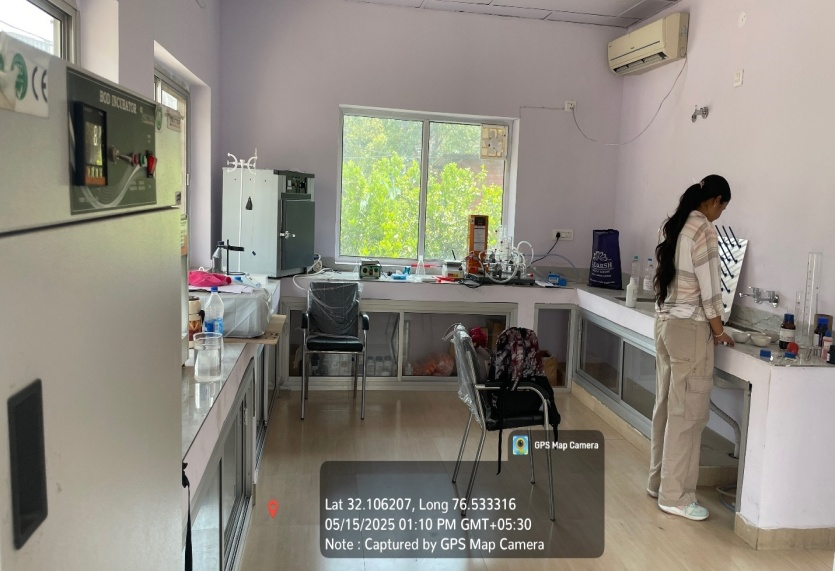 BOD INCUBATOR
GPS Map Camera
Lat 32.106207, Long 76.533316
05/15/2025 01:10 PM GMT+05:30
Note : Captured by GPS Map Camera